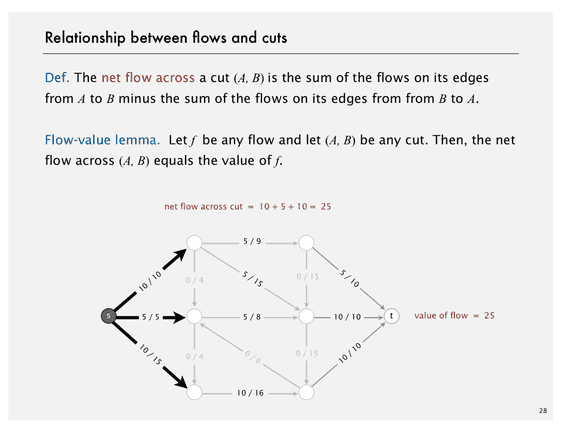 Relationship between flows and cuts
Def. The net flow across a cut (A, B) is the sum of the flows on its edges
from A to B minus the sum of the flows on its edges from from B to A.
Flow-value lemma. Let f be any flow and let (A, B) be any cut. Then, the net
flow across (A, B) equals the value of f.
net flow across cut = 10 + 5 + 10 = 25
5 / 9
10 / 10
0 / 4
5 / 15
0 / 15
5 / 10
s
5 / 5
5 / 8
10 / 10
t
value of flow = 25
10 / 15
0 / 4
0 / 6
0 / 15
10 / 10
10 / 16
28